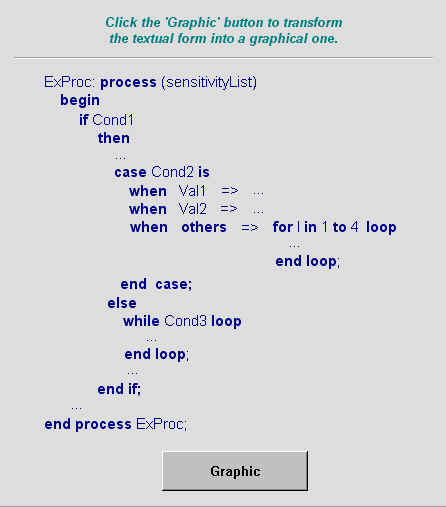 Click the 'Graphic' button to transform
the textual form into a graphical one.
ExProc: process (sensitivityList)
begin
if Cond1
then
...
case Cond2 is
when Val1 => ...
when Val2 => ...
when others => for I in 1 to 4 loop
...
end loop;
end case;
else
while Cond3 loop
...
end loop;
...
end if;
...
end process ExProc;
Graphic